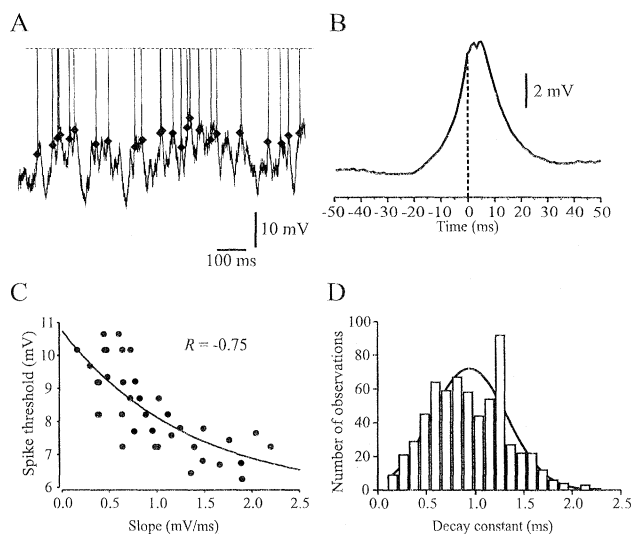 A
10 mV
100 ms
B
2 mV
-50 -40 -30 -20 -10 0 10 20 30 40 50
Time (ms)
C
11
10
9
8
7
6
Spike threshold (mV)
R = -0.75
0.0 0.5 1.0 1.5 2.0 2.5
Slope (mV/ms)
D
100
80
60
40
20
0
Number of observations
0.0 0.5 1.0 1.5 2.0 2.5
Decay constant (ms)